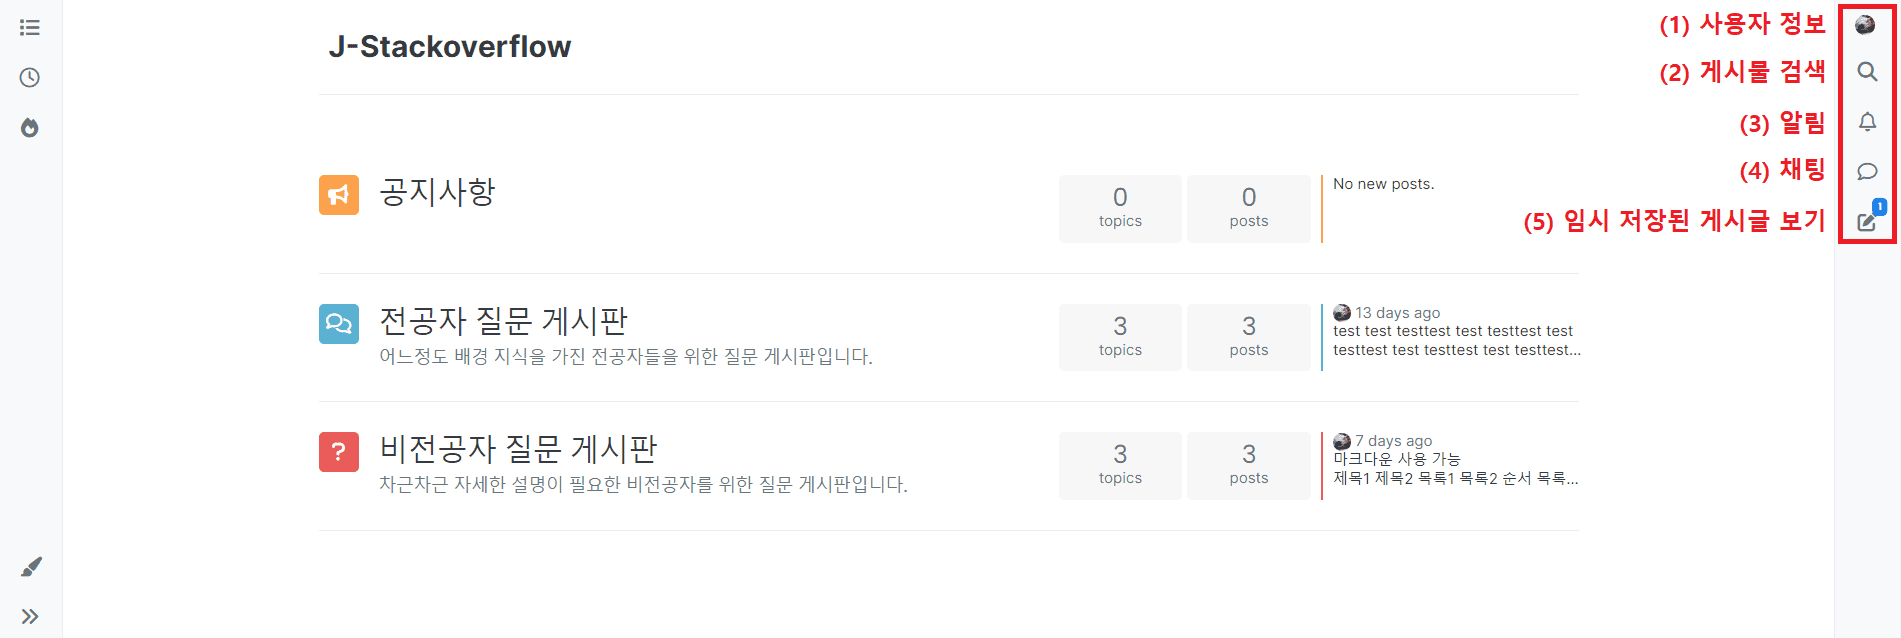 J-Stackoverflow
(1) 사용자 정보
(2) 게시물 검색
(3) 알림
(4) 채팅
(5) 임시 저장된 게시글 보기
1
공지사항
0
topics
0
posts
No new posts.
전공자 질문 게시판
어느정도 배경 지식을 가진 전공자들을 위한 질문 게시판입니다.
3
topics
3
posts
13 days ago
test test testtest test testtest test
testtest test testtest test testtest...
비전공자 질문 게시판
차근차근 자세한 설명이 필요한 비전공자를 위한 질문 게시판입니다.
3
topics
3
posts
7 days ago
마크다운 사용 가능
제목1 제목2 목록1 목록2 순서 목록...